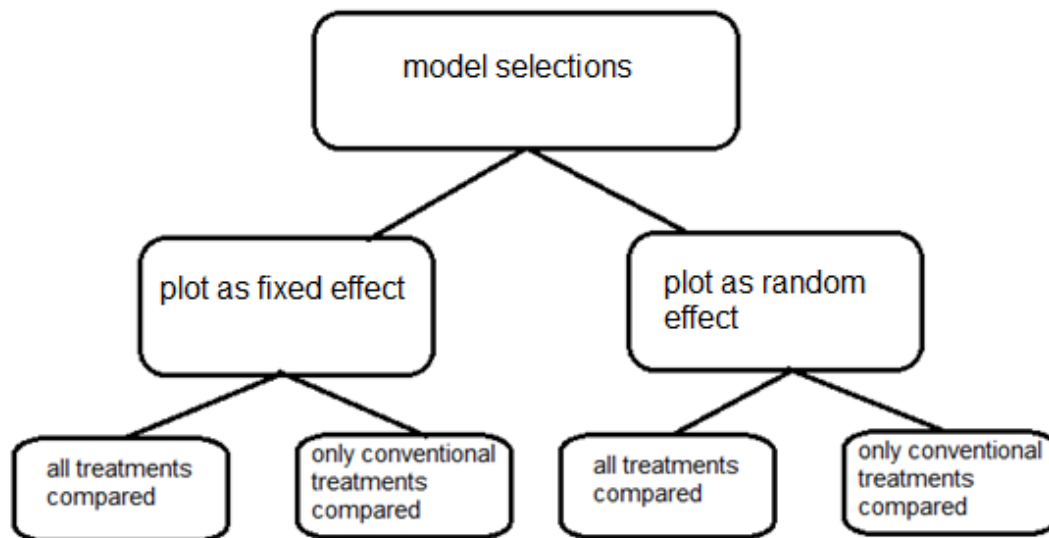 model selections
plot as fixed effect
plot as random
effect
all treatments
compared
only conventional
treatments
compared
all treatments
compared
only conventional
treatments
compared